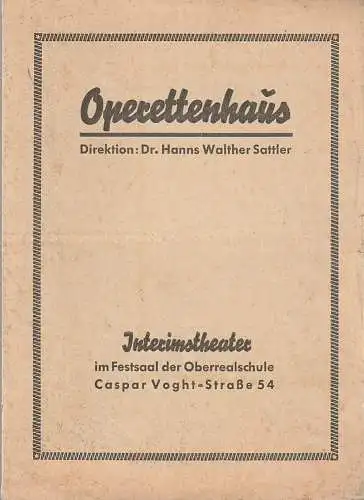 Operettenhaus
Direktion: Dr. Hanns Walther Sattler
Interimstheater
im Festsaal der Oberrealschule
Caspar Voght=Straße 54